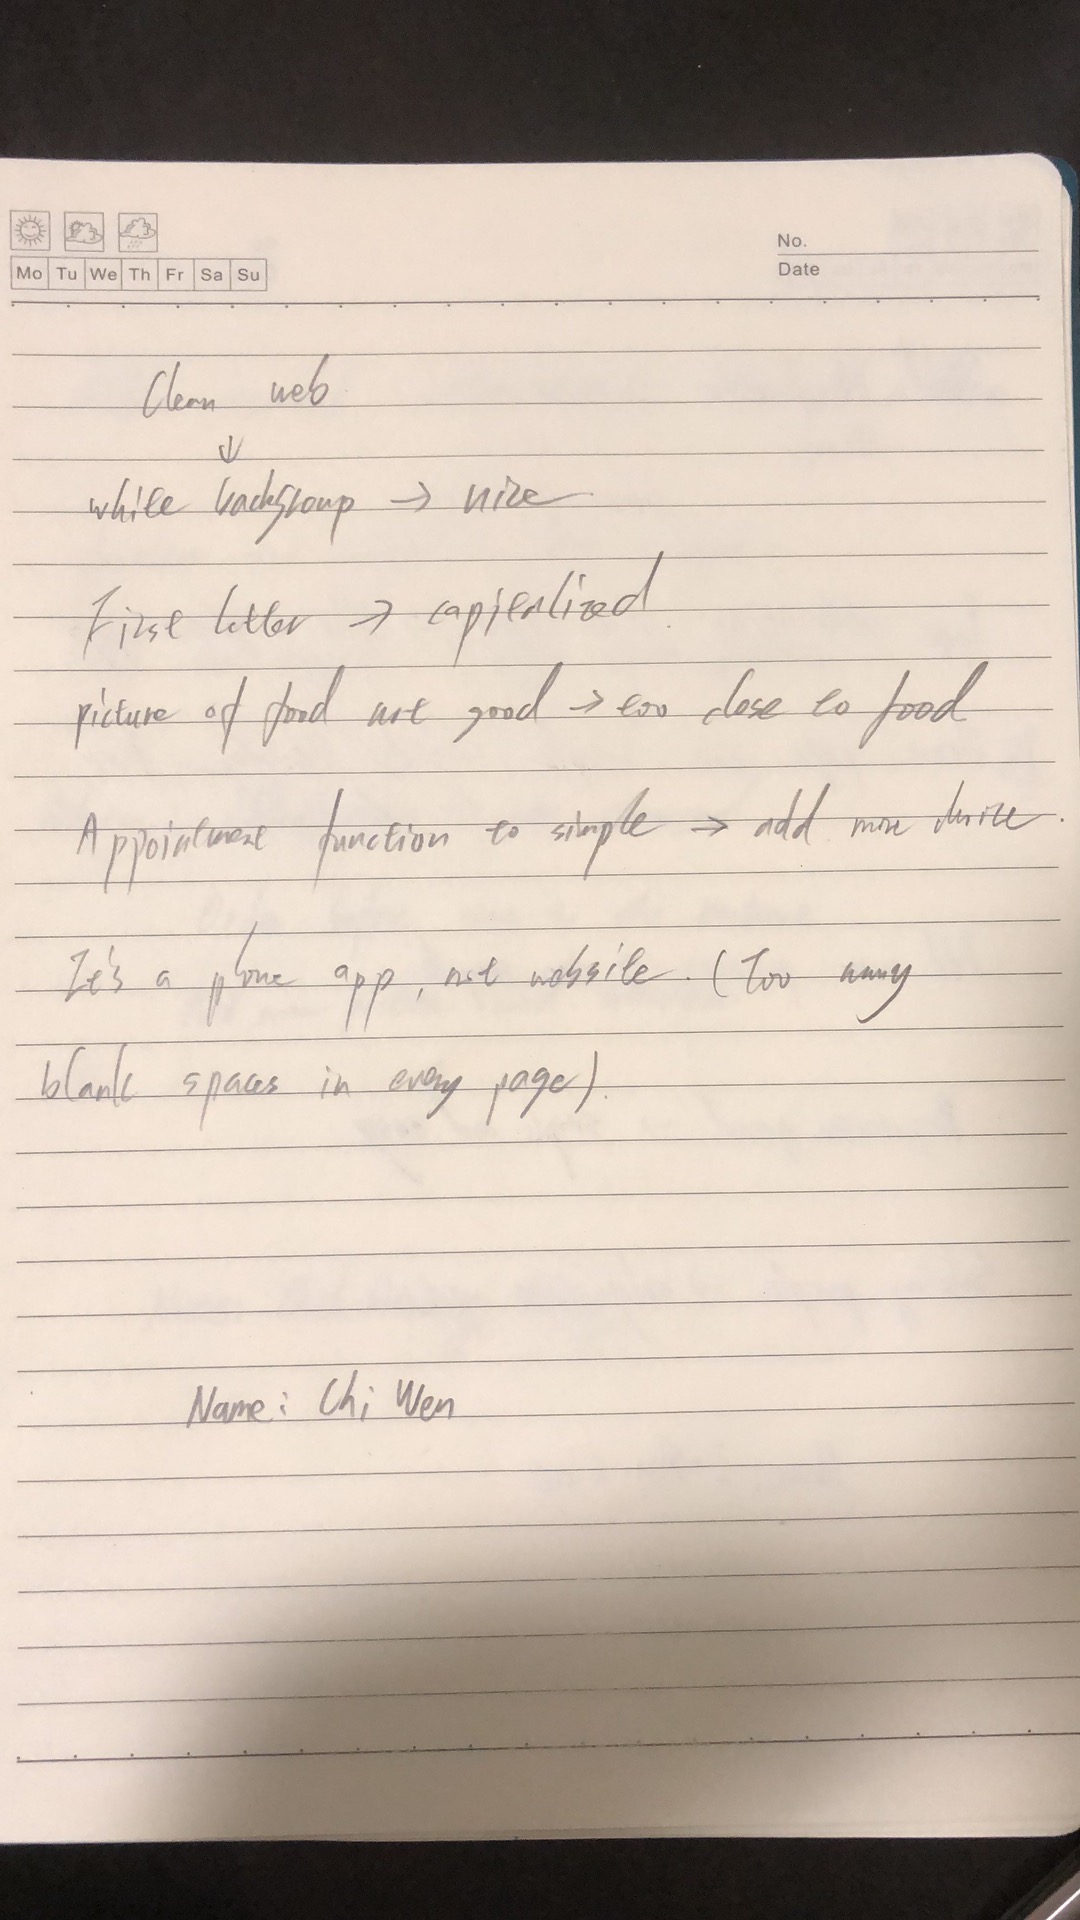 No.
Date
Mo Tu We Th Fr Sa Su
Clean web
↓
white backgroup → nice
First letter → capitenlized.
picture of food not good → too close to food
Appointment function to simple → add more
It's a phone app, not website. (Too many
blank spaces in every page).
Name: Chi Wen